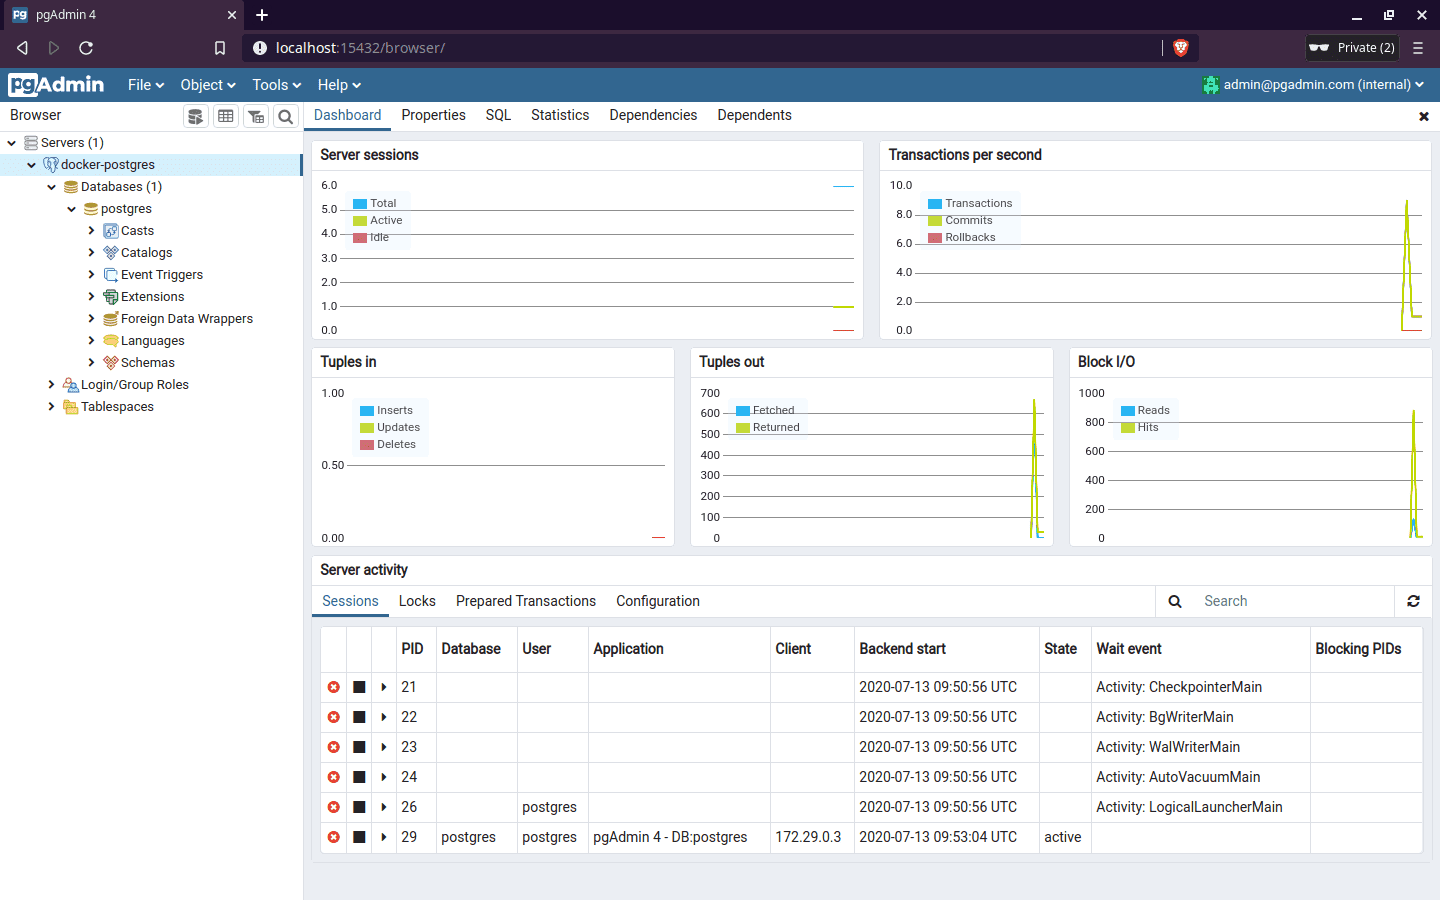 pgAdmin 4
localhost:15432/browser/
Private (2)
pgAdmin File Object Tools Help admin@pgadmin.com (internal)
Browser
Dashboard Properties SQL Statistics Dependencies Dependents
Servers (1)
docker-postgres
Databases (1)
postgres
Casts
Catalogs
Event Triggers
Extensions
Foreign Data Wrappers
Languages
Schemas
Login/Group Roles
Tablespaces
Server sessions
6.0
5.0
4.0
3.0
2.0
1.0
0.0
Total
Active
Idle
Transactions per second
10.0
8.0
6.0
4.0
2.0
0.0
Transactions
Commits
Rollbacks
Tuples in
1.00
0.50
0.00
Inserts
Updates
Deletes
Tuples out
700
600
500
400
300
200
100
0
Fetched
Returned
Block I/O
1000
800
600
400
200
0
Reads
Hits
Server activity
Sessions Locks Prepared Transactions Configuration Search
PID Database User Application Client Backend start State Wait event Blocking PIDs
21 2020-07-13 09:50:56 UTC Activity: CheckpointerMain
22 2020-07-13 09:50:56 UTC Activity: BgWriterMain
23 2020-07-13 09:50:56 UTC Activity: WalWriterMain
24 2020-07-13 09:50:56 UTC Activity: AutoVacuumMain
26 postgres 2020-07-13 09:50:56 UTC Activity: LogicalLauncherMain
29 postgres postgres pgAdmin 4 - DB:postgres 172.29.0.3 2020-07-13 09:53:04 UTC active